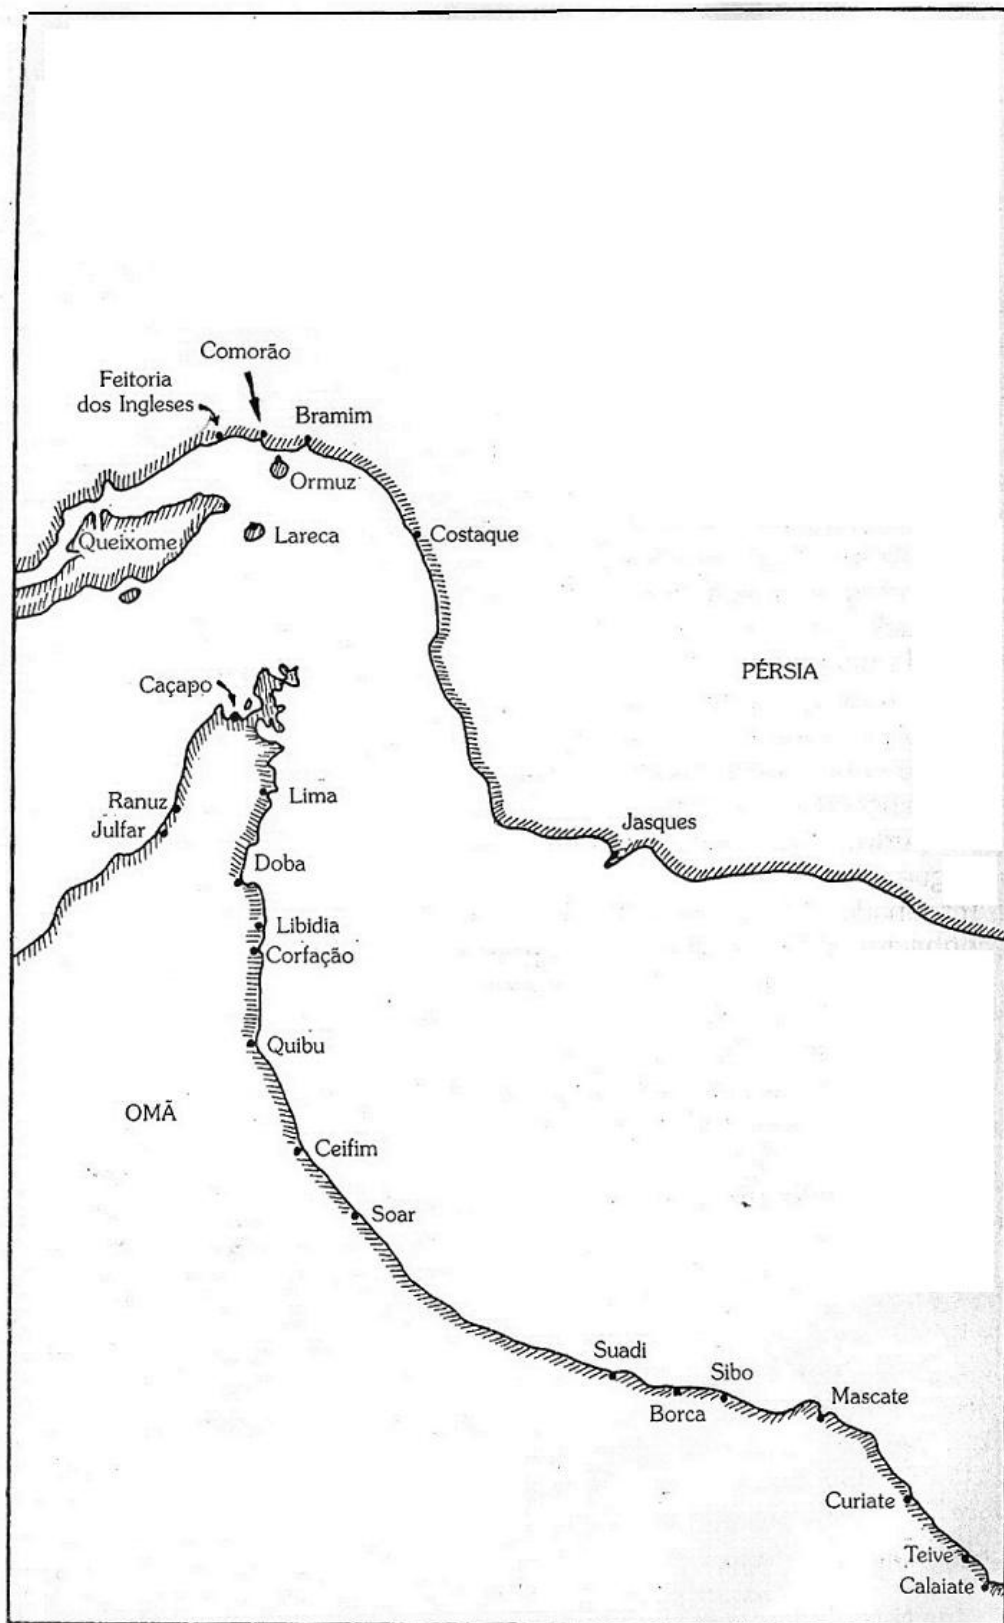 Comorão
Feitoria
dos Ingleses
Bramim
Ormuz
Queixome
Lareca
Costaque
PÉRSIA
Caçapo
Ranuz
Lima
Julfar
Jasques
Doba
Libidia
Corfação
Quibu
OMÃ
Ceifim
Soar
Suadi
Sibo
Borca
Mascate
Curiate
Teive
Calaiate